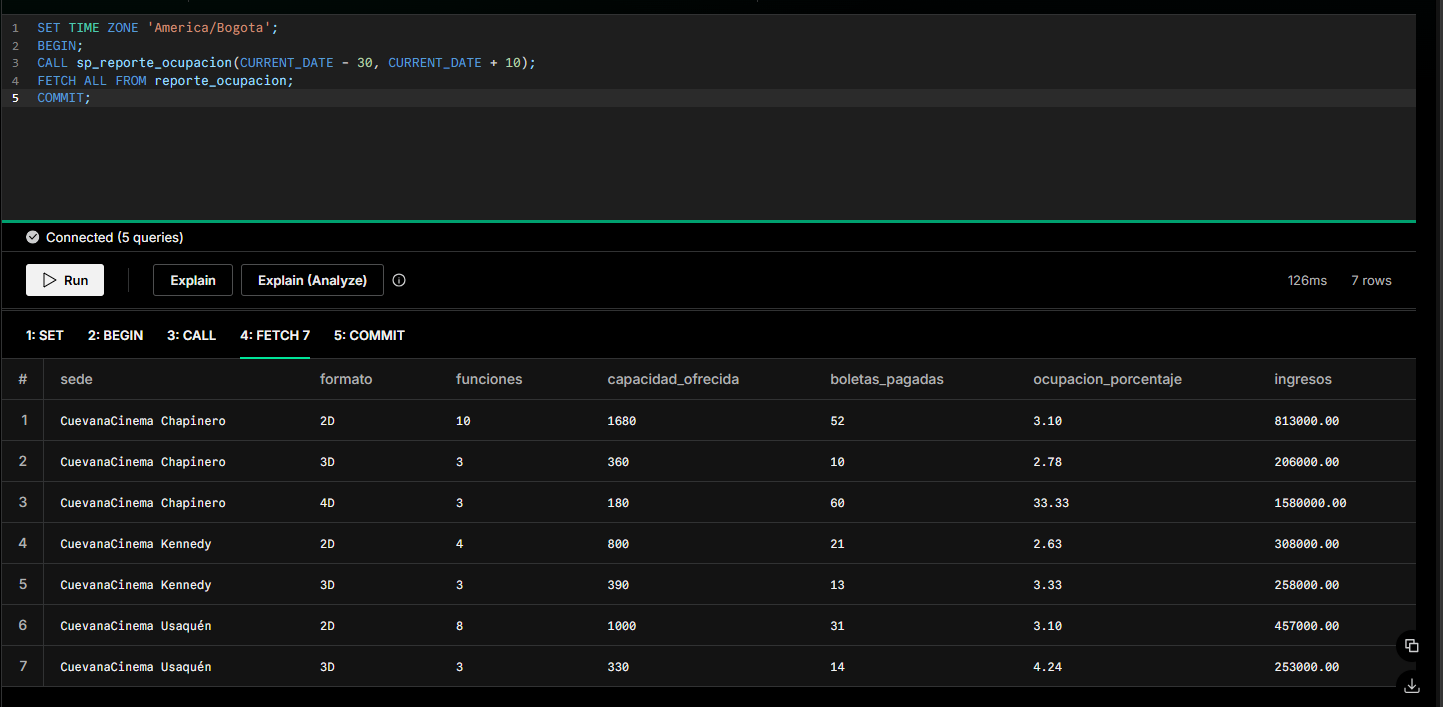 1 SET TIME ZONE 'America/Bogota';
2 BEGIN;
3 CALL sp_reporte_ocupacion(CURRENT_DATE - 30, CURRENT_DATE + 10);
4 FETCH ALL FROM reporte_ocupacion;
5 COMMIT;
Connected (5 queries)
Run Explain Explain (Analyze) 126ms 7 rows
1: SET 2: BEGIN 3: CALL 4: FETCH 7 5: COMMIT
# sede formato funciones capacidad_ofrecida boletas_pagadas ocupacion_porcentaje ingresos
1 CuevanaCinema Chapinero 2D 10 1680 52 3.10 813000.00
2 CuevanaCinema Chapinero 3D 3 360 10 2.78 206000.00
3 CuevanaCinema Chapinero 4D 3 180 60 33.33 1580000.00
4 CuevanaCinema Kennedy 2D 4 800 21 2.63 308000.00
5 CuevanaCinema Kennedy 3D 3 390 13 3.33 258000.00
6 CuevanaCinema Usaquén 2D 8 1000 31 3.10 457000.00
7 CuevanaCinema Usaquén 3D 3 330 14 4.24 253000.00